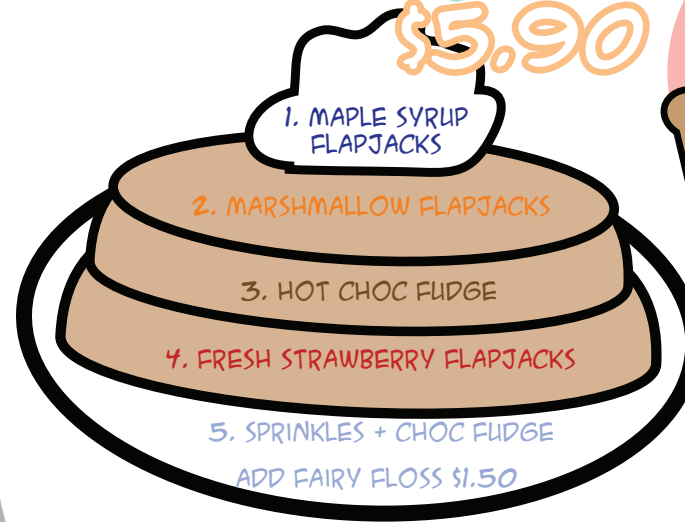 $5.90
1. MAPLE SYRUP
FLAPJACKS
2. MARSHMALLOW FLAPJACKS
3. HOT CHOC FUDGE
4. FRESH STRAWBERRY FLAPJACKS
5. SPRINKLES + CHOC FUDGE
ADD FAIRY FLOSS $1.50